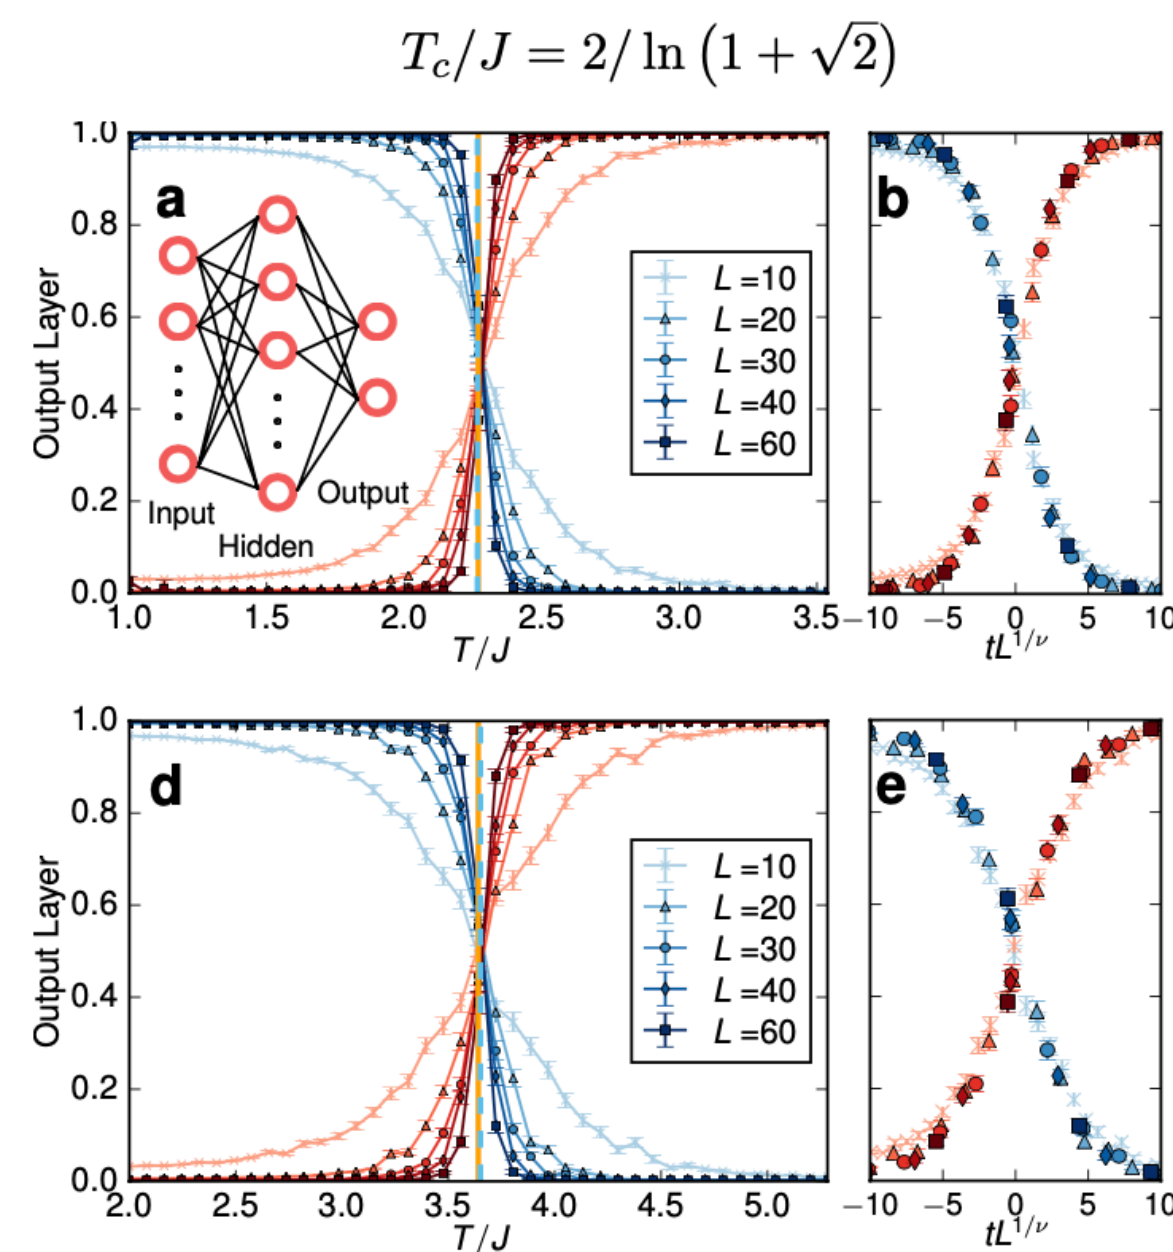 T_c/J = 2/ ln (1 + √2)
a
Output Layer
1.0
0.8
0.6
0.4
0.2
0.0
Input
Hidden
Output
L =10
L =20
L =30
L =40
L =60
1.0 1.5 2.0 2.5 3.0 3.5
T/J
b
−10 −5 0 5 10
tL^{1/ν}
d
Output Layer
1.0
0.8
0.6
0.4
0.2
0.0
L =10
L =20
L =30
L =40
L =60
2.0 2.5 3.0 3.5 4.0 4.5 5.0
T/J
e
−10 −5 0 5 10
tL^{1/ν}